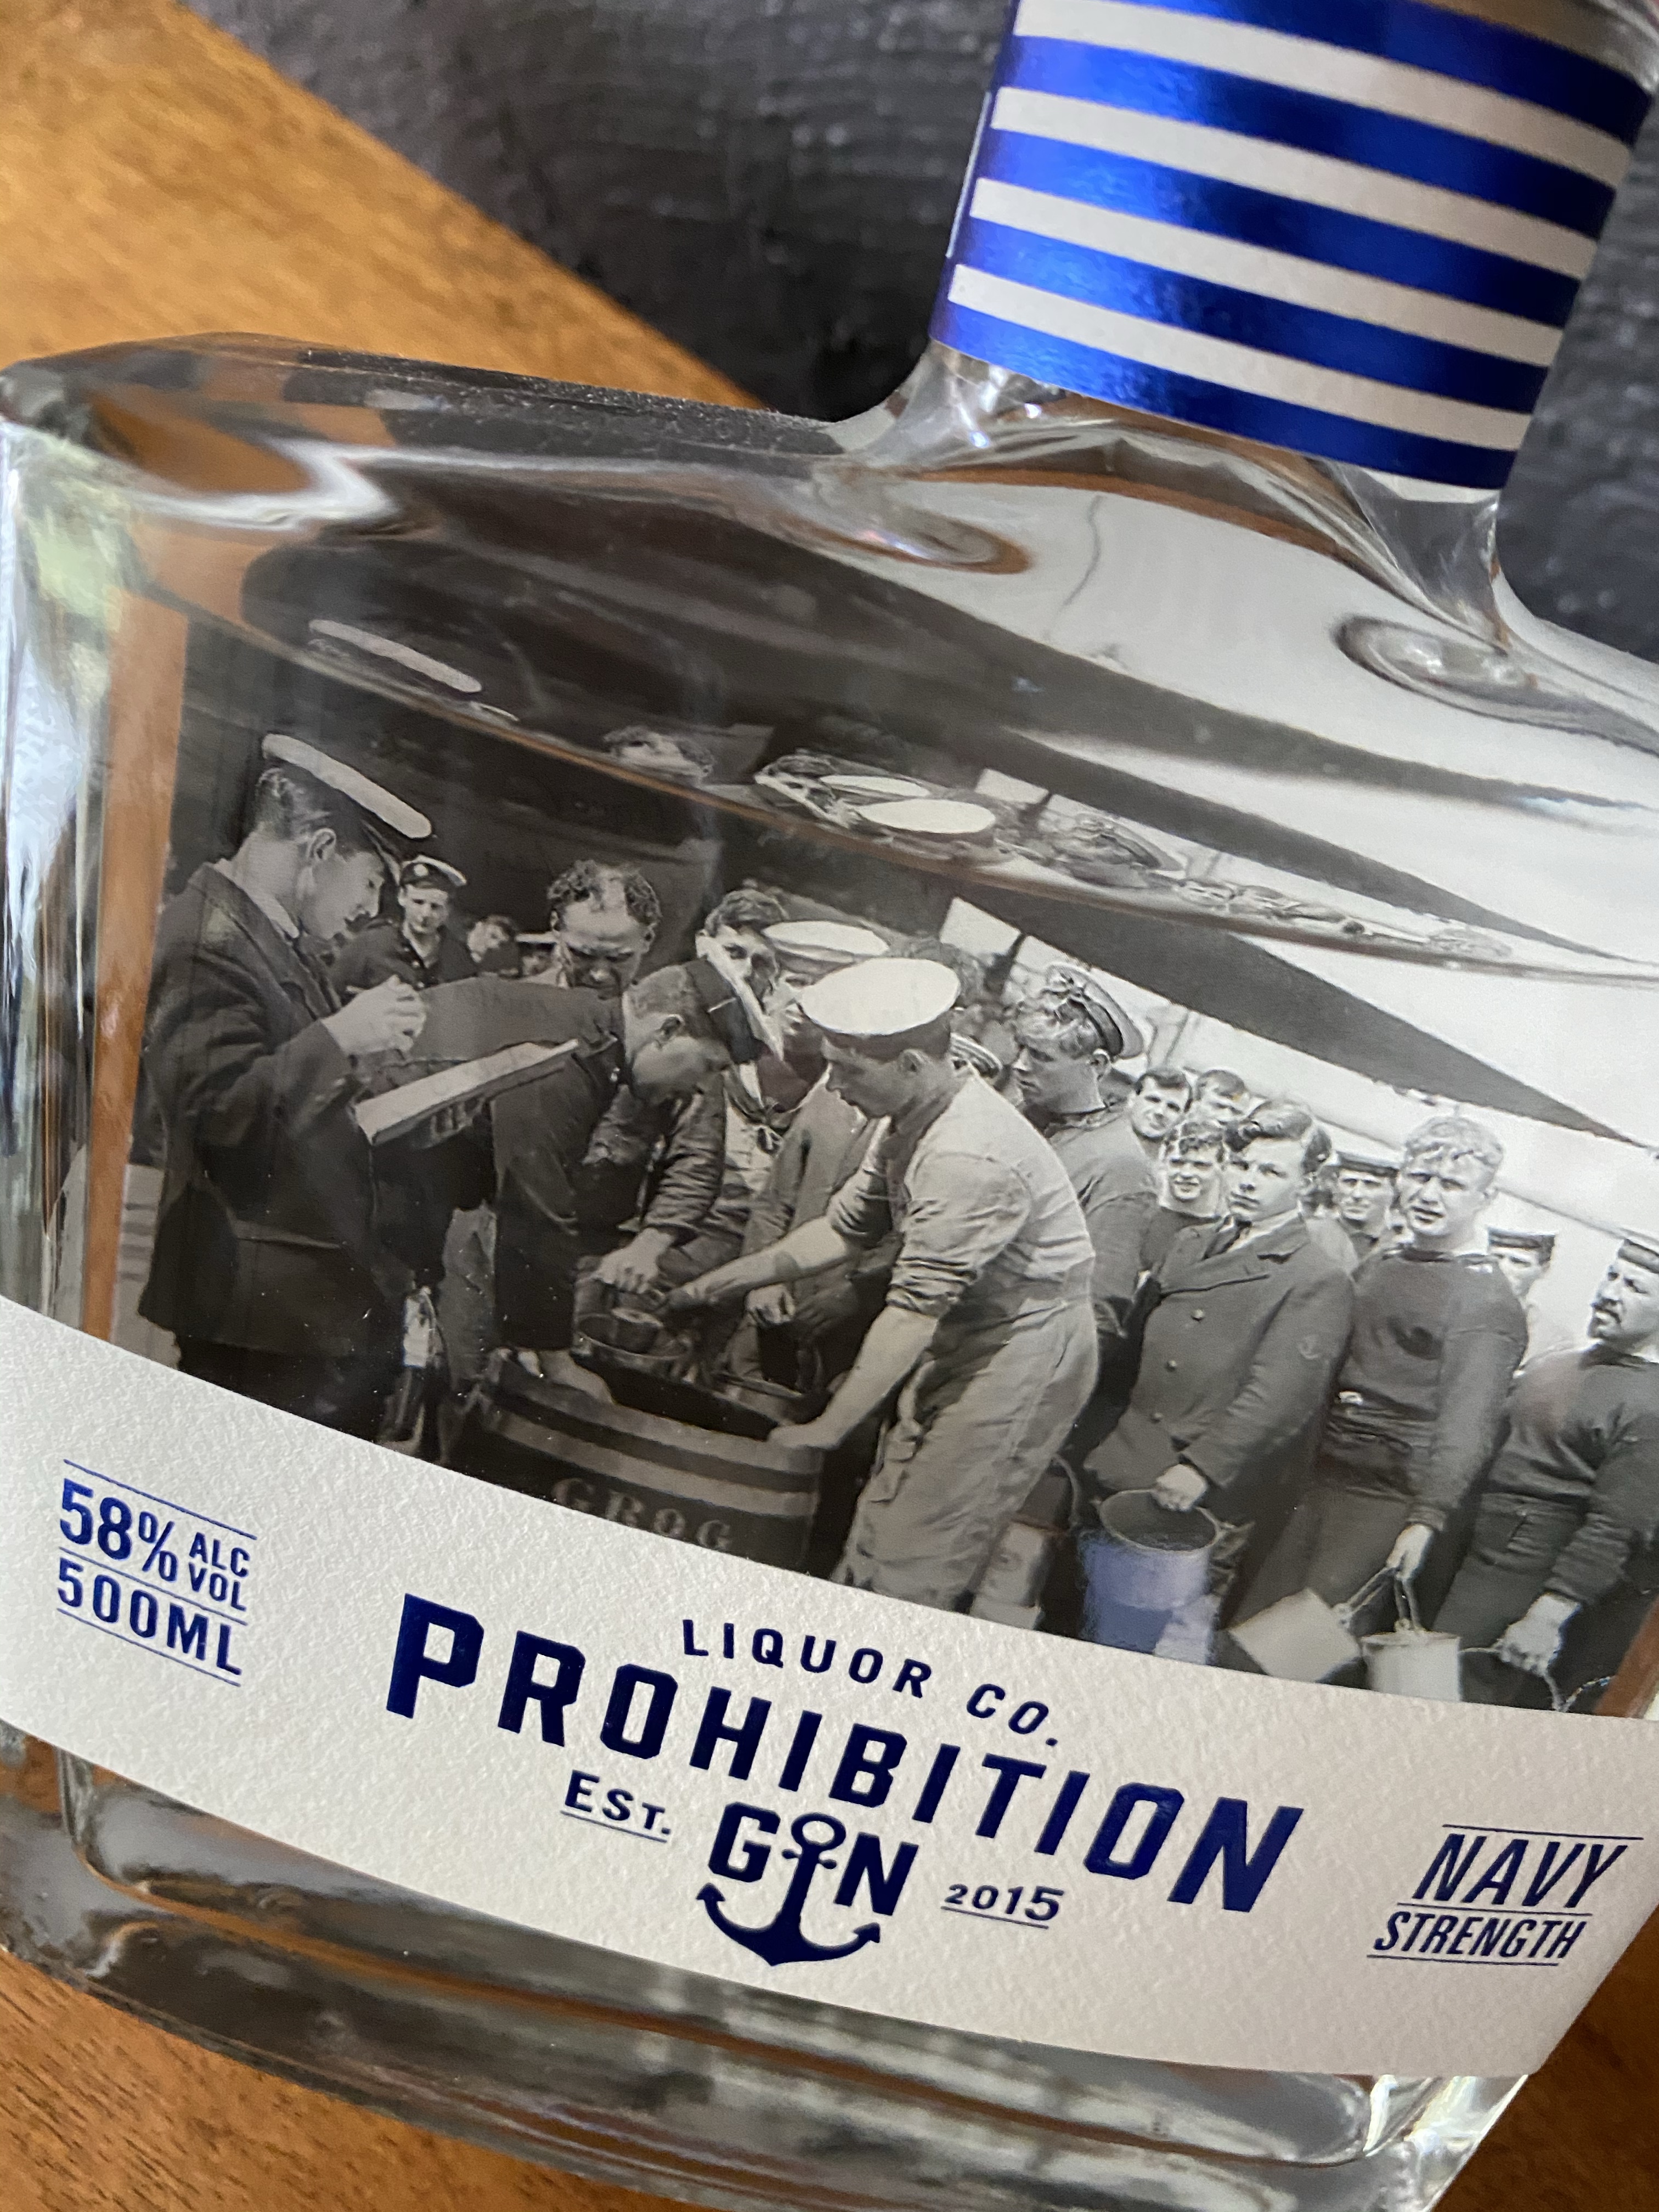 GROG
58% ALC VOL
500ML
LIQUOR CO.
PROHIBITION
EST. GIN 2015
NAVY
STRENGTH